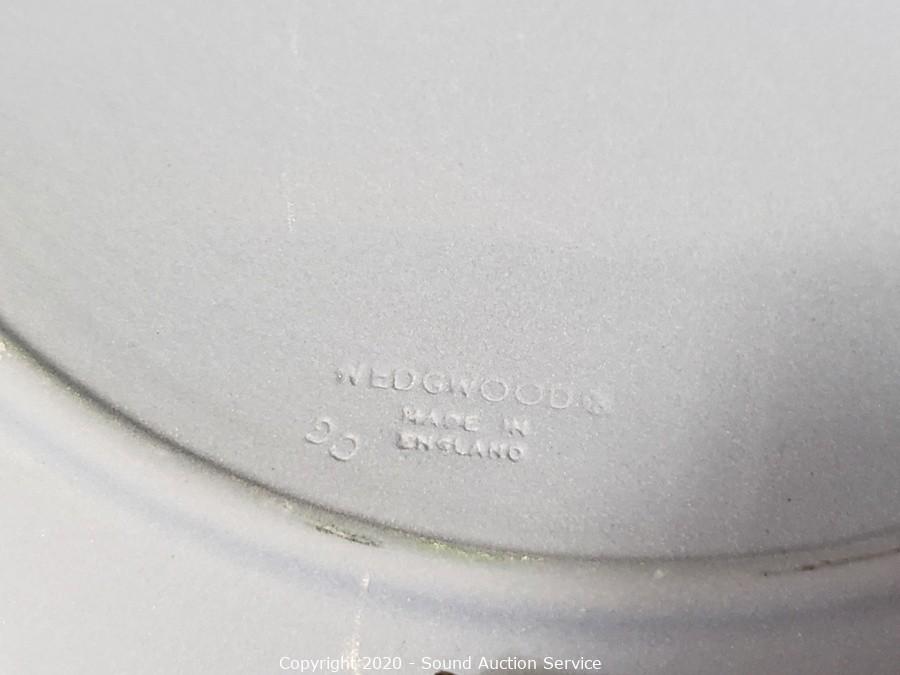 WEDGWOOD®
MADE IN
ENGLAND
Copyright 2020 - Sound Auction Service